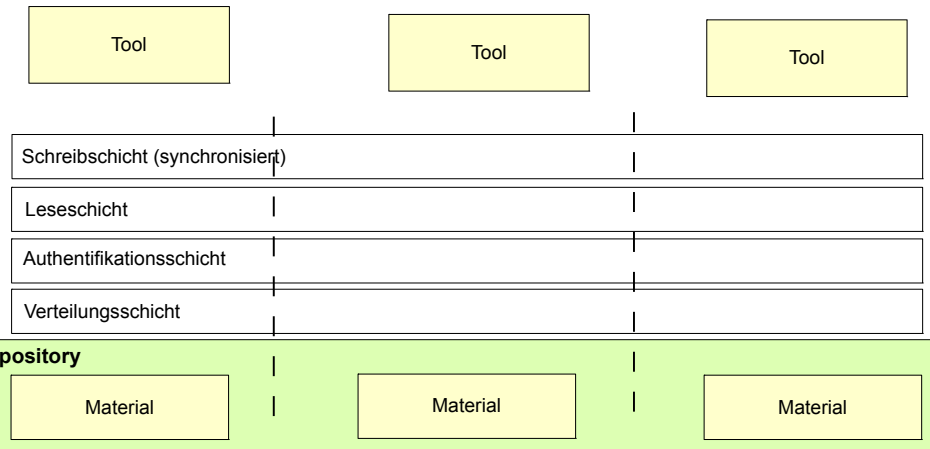 Tool
Tool
Tool
Schreibschicht (synchronisiert)
Leseschicht
Authentifikationsschicht
Verteilungsschicht
pository
Material
Material
Material